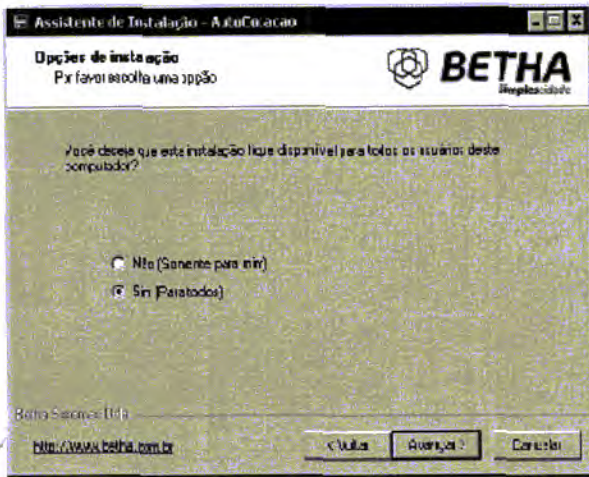 Assistente de Instalação - AutoCotacao
Opções de instalação
Por favor escolha uma opção
BETHA
simplescidade
Você deseja que esta instalação fique disponível para todos os usuários deste
computador?
Não (Somente para mim)
Sim (Para todos)
Betha Sistemas Ltda
http://www.betha.com.br
< Voltar
Avançar >
Cancelar